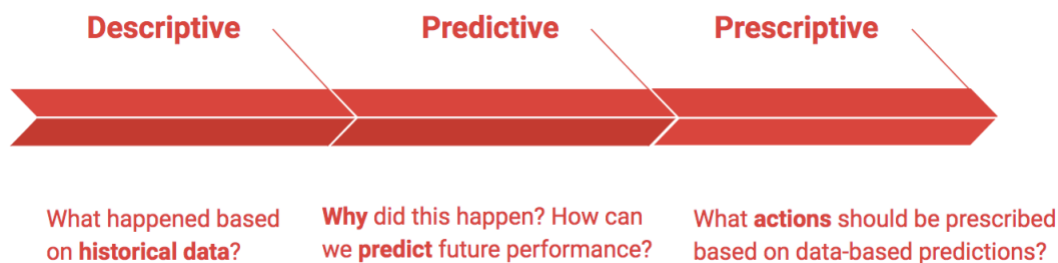 Descriptive
Predictive
Prescriptive
What happened based
on historical data?
Why did this happen? How can
we predict future performance?
What actions should be prescribed
based on data-based predictions?